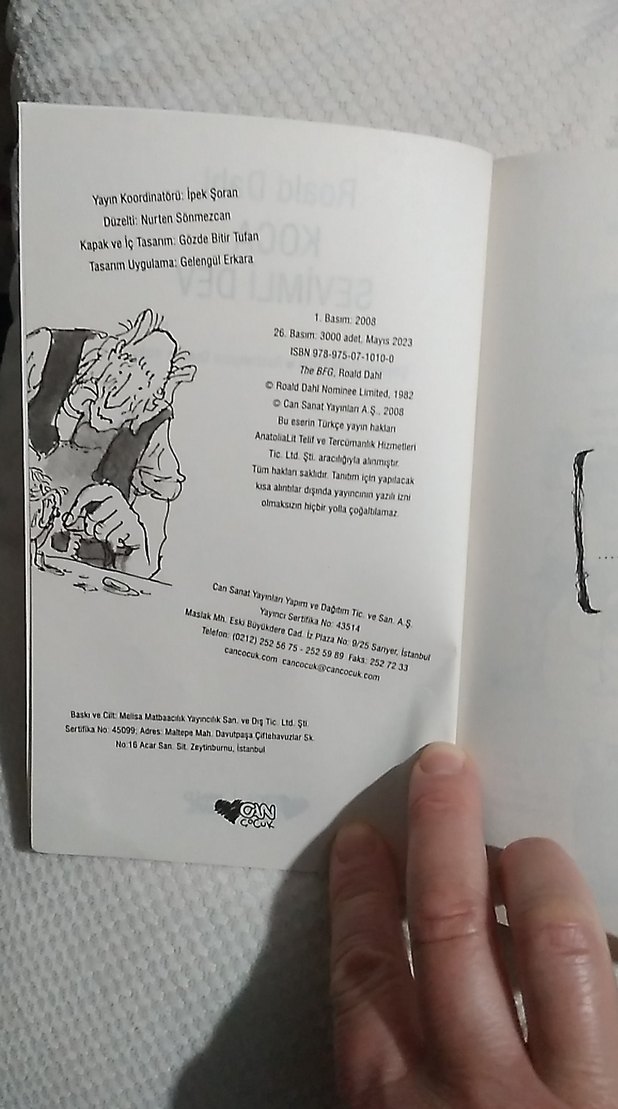 Yayın Koordinatörü: İpek Şoran
Düzelti: Nurten Sönmezcan
Kapak ve İç Tasarım: Gözde Bitir Tufan
Tasarım Uygulama: Gelengül Erkara
1. Basım: 2008
26. Basım: 3000 adet, Mayıs 2023
ISBN 978-975-07-1010-0
The BFG, Roald Dahl
© Roald Dahl Nominee Limited, 1982
© Can Sanat Yayınları A.Ş., 2008
Bu eserin Türkçe yayın hakları
AnatoliaLit Telif ve Tercümanlık Hizmetleri
Tic. Ltd. Şti. aracılığıyla alınmıştır.
Tüm hakları saklıdır. Tanıtım için yapılacak
kısa alıntılar dışında yayıncının yazılı izni
olmaksızın hiçbir yolla çoğaltılamaz.
Can Sanat Yayınları Yapım ve Dağıtım Tic. ve San. A.Ş.
Yayıncı Sertifika No: 43514
Maslak Mh. Eski Büyükdere Cad. İz Plaza No: 9/25 Sarıyer, İstanbul
Telefon: (0212) 252 56 75 - 252 59 89 Faks: 252 72 33
cancocuk.com cancocuk@cancocuk.com
Baskı ve Cilt: Melisa Matbaacılık Yayıncılık San. ve Dış Tic. Ltd. Şti.
Sertifika No: 45099; Adres: Maltepe Mah. Davutpaşa Çiftehavuzlar Sk.
No:16 Acar San. Sit. Zeytinburnu, İstanbul
CAN
ÇOCUK